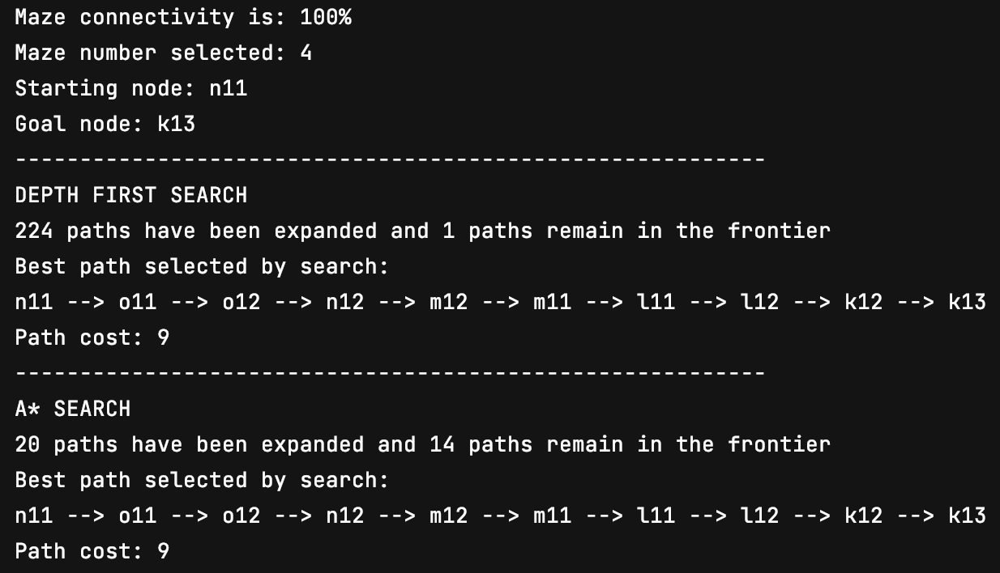 Maze connectivity is: 100%
Maze number selected: 4
Starting node: n11
Goal node: k13
----------------------------------------------------------
DEPTH FIRST SEARCH
224 paths have been expanded and 1 paths remain in the frontier
Best path selected by search:
n11 --> o11 --> o12 --> n12 --> m12 --> m11 --> l11 --> l12 --> k12 --> k13
Path cost: 9
----------------------------------------------------------
A* SEARCH
20 paths have been expanded and 14 paths remain in the frontier
Best path selected by search:
n11 --> o11 --> o12 --> n12 --> m12 --> m11 --> l11 --> l12 --> k12 --> k13
Path cost: 9